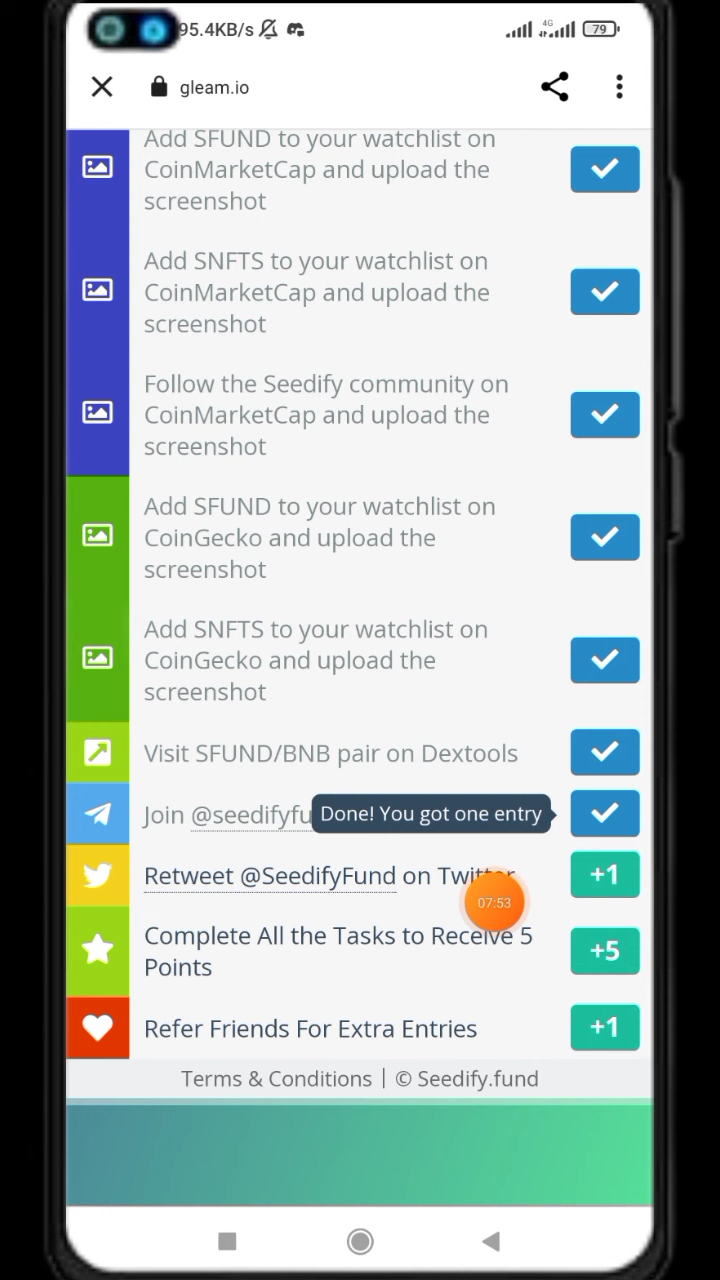 95.4KB/s 4G 79
gleam.io
Add SFUND to your watchlist on
CoinMarketCap and upload the
screenshot
Add SNFTS to your watchlist on
CoinMarketCap and upload the
screenshot
Follow the Seedify community on
CoinMarketCap and upload the
screenshot
Add SFUND to your watchlist on
CoinGecko and upload the
screenshot
Add SNFTS to your watchlist on
CoinGecko and upload the
screenshot
Visit SFUND/BNB pair on Dextools
Join @seedifyfu Done! You got one entry
Retweet @SeedifyFund on Twitter +1
07:53
Complete All the Tasks to Receive 5
Points +5
Refer Friends For Extra Entries +1
Terms & Conditions | © Seedify.fund